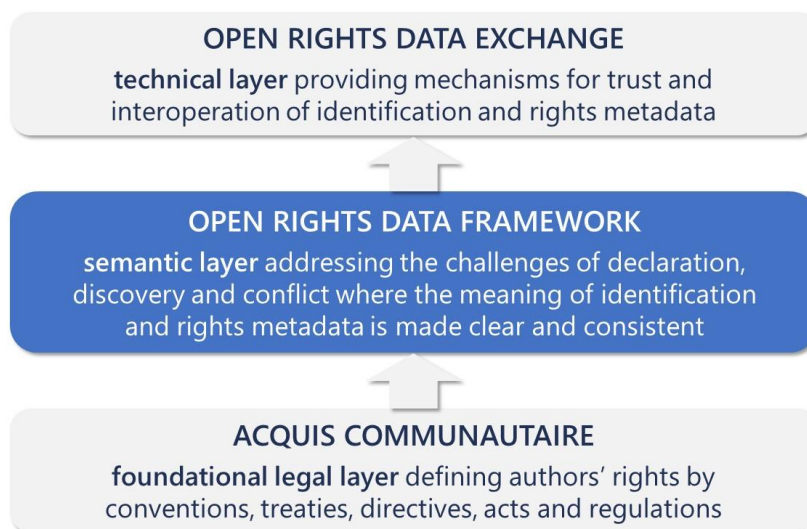 OPEN RIGHTS DATA EXCHANGE
technical layer providing mechanisms for trust and
interoperation of identification and rights metadata
OPEN RIGHTS DATA FRAMEWORK
semantic layer addressing the challenges of declaration,
discovery and conflict where the meaning of identification
and rights metadata is made clear and consistent
ACQUIS COMMUNAUTAIRE
foundational legal layer defining authors’ rights by
conventions, treaties, directives, acts and regulations